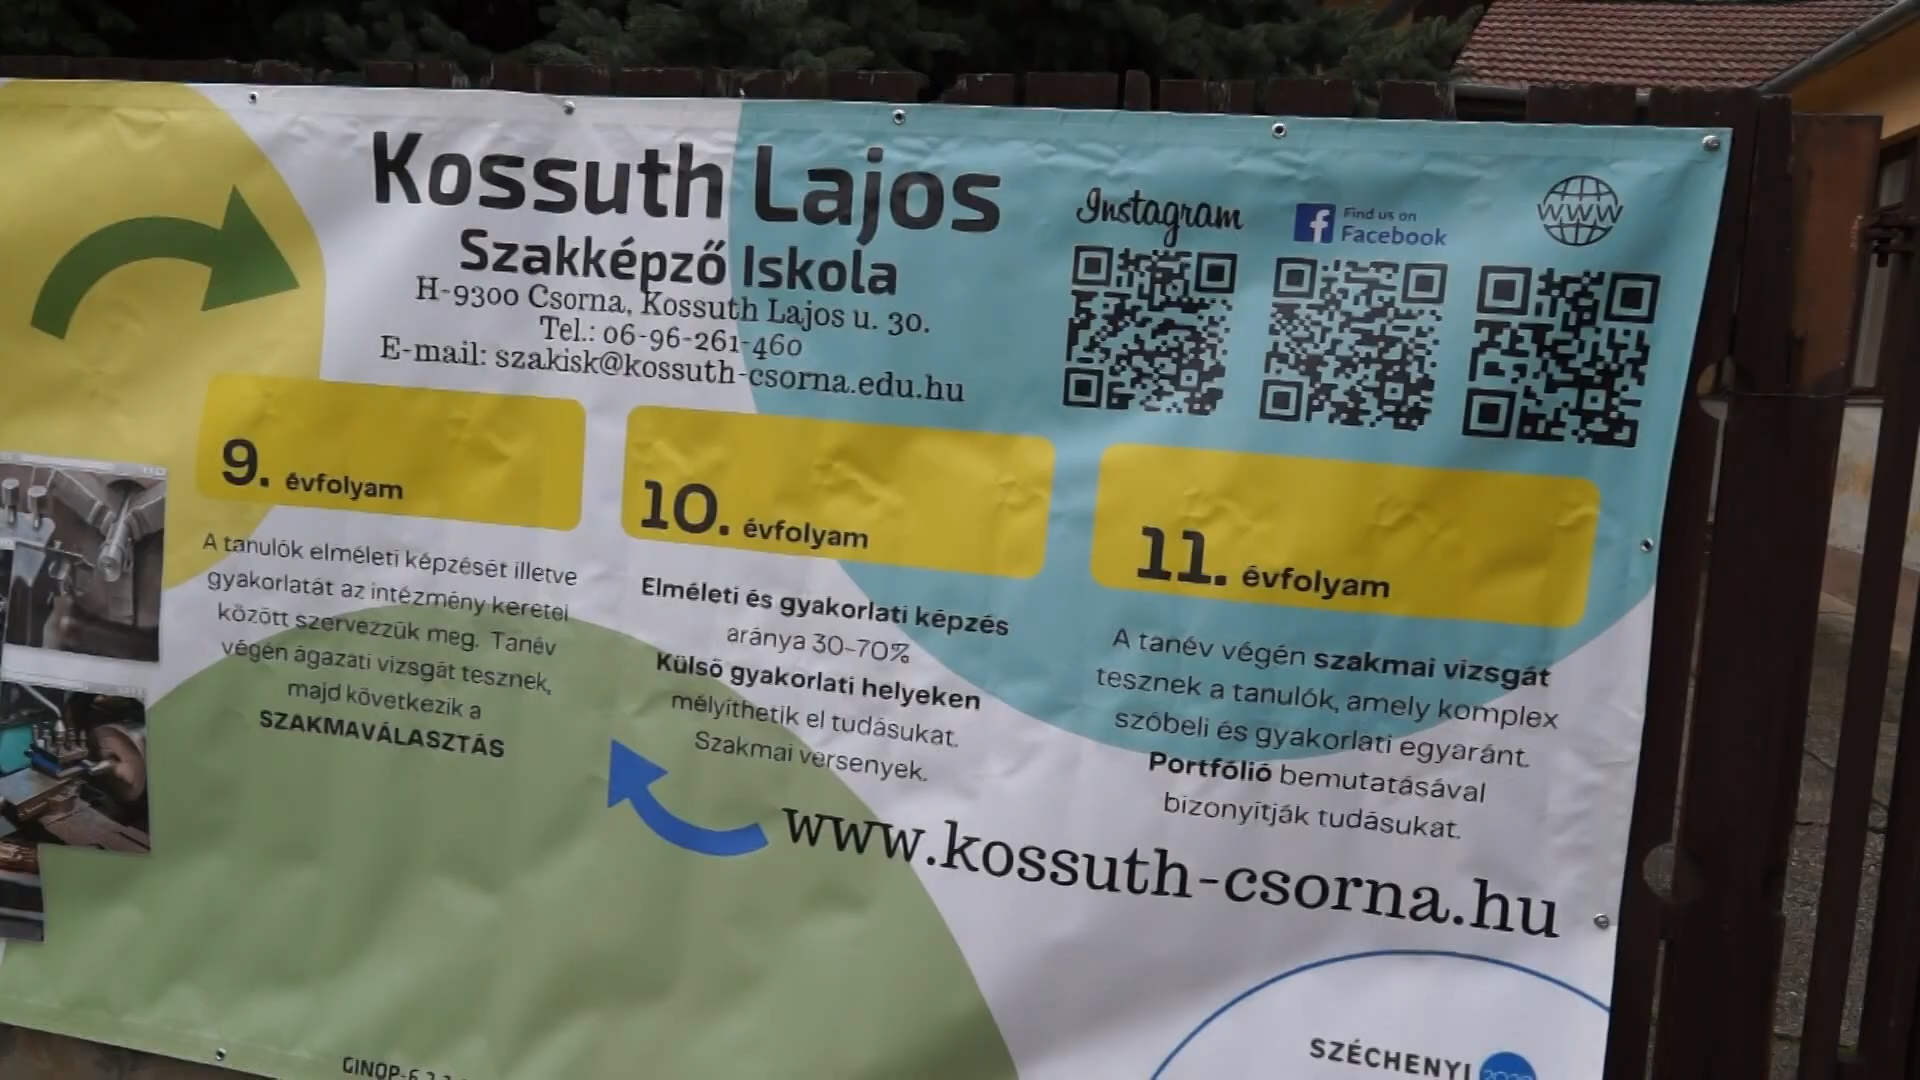 Kossuth Lajos
Szakképző Iskola
H-9300 Csorna, Kossuth Lajos u. 30.
Tel.: 06-96-261-460
E-mail: szakisk@kossuth-csorna.edu.hu
Instagram
Find us on
Facebook
WWW
9. évfolyam
A tanulók elméleti képzését illetve
gyakorlatát az intézmény keretei
között szervezzük meg. Tanév
végén ágazati vizsgát tesznek,
majd következik a
SZAKMAVÁLASZTÁS
10. évfolyam
Elméleti és gyakorlati képzés
aránya 30-70%
Külső gyakorlati helyeken
mélyíthetik el tudásukat.
Szakmai versenyek.
11. évfolyam
A tanév végén szakmai vizsgát
tesznek a tanulók, amely komplex
szóbeli és gyakorlati egyaránt.
Portfólió bemutatásával
bizonyítják tudásukat.
www.kossuth-csorna.hu
SZÉCHENYI